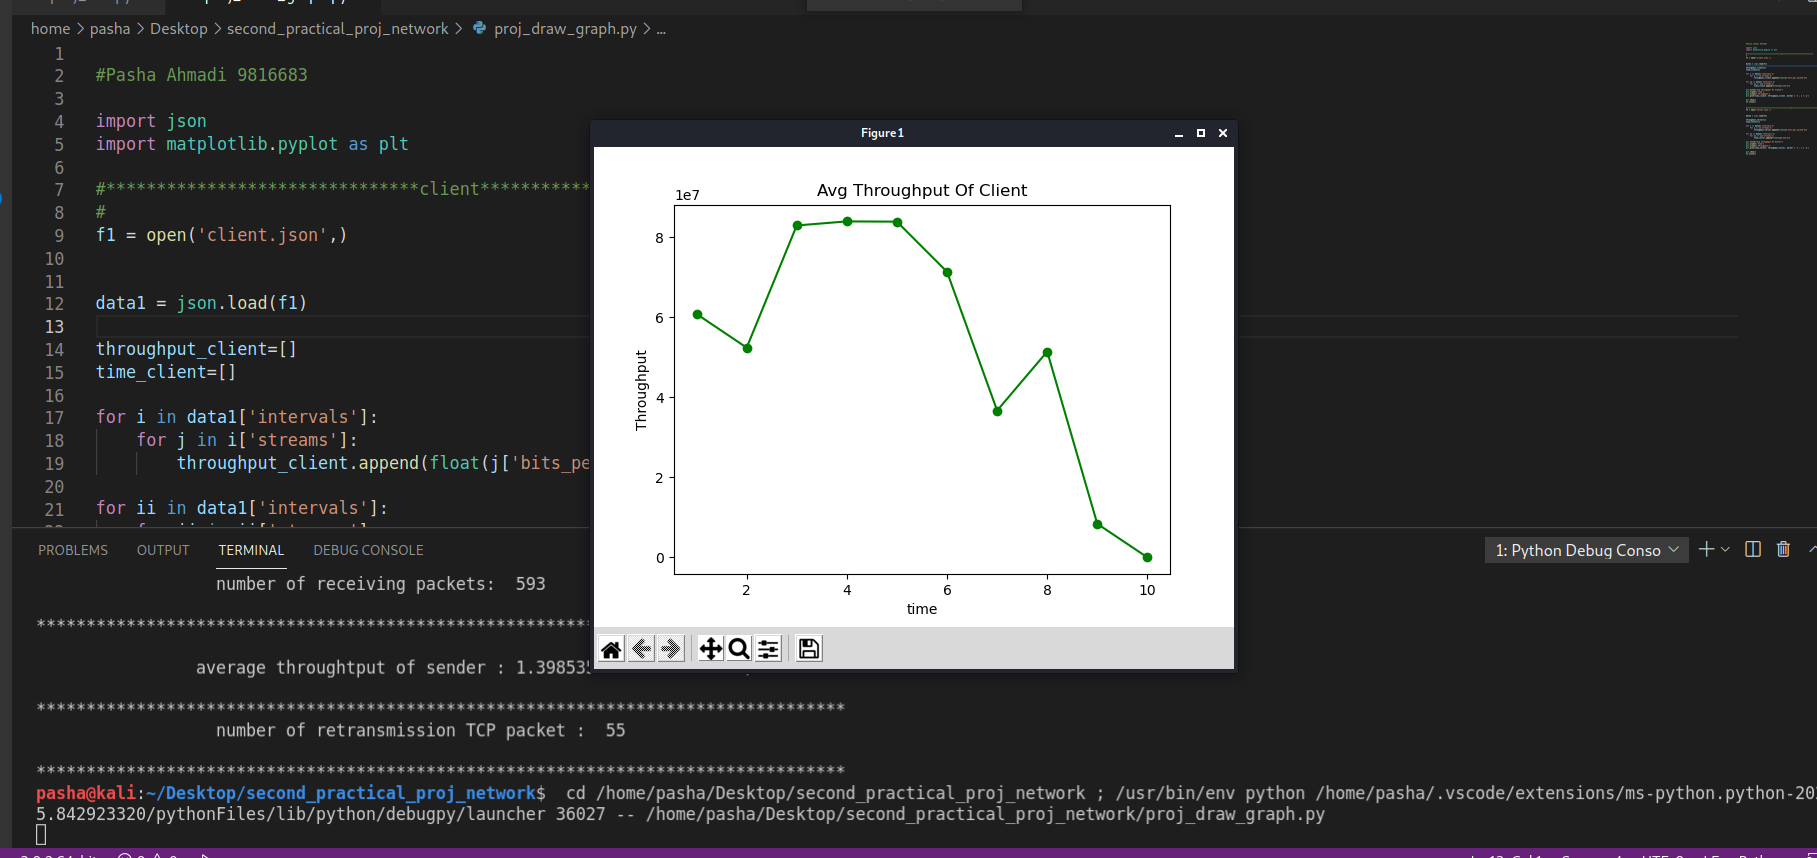 home > pasha > Desktop > second_practical_proj_network > proj_draw_graph.py > ...
1
2 #Pasha Ahmadi 9816683
3
4 import json
5 import matplotlib.pyplot as plt
6
7 #*******************************client***********
8 #
9 f1 = open('client.json',)
10
11
12 data1 = json.load(f1)
13
14 throughput_client=[]
15 time_client=[]
16
17 for i in data1['intervals']:
18 for j in i['streams']:
19 throughput_client.append(float(j['bits_pe
20
21 for ii in data1['intervals']:
Figure1
Avg Throughput Of Client
1e7
8
6
4
2
0
Throughput
2 4 6 8 10
time
PROBLEMS OUTPUT TERMINAL DEBUG CONSOLE
1: Python Debug Conso
number of receiving packets: 593
*******************************************************
average throughtput of sender : 1.39853
*********************************************************************************
number of retransmission TCP packet : 55
*********************************************************************************
pasha@kali:~/Desktop/second_practical_proj_network$ cd /home/pasha/Desktop/second_practical_proj_network ; /usr/bin/env python /home/pasha/.vscode/extensions/ms-python.python-20
5.842923320/pythonFiles/lib/python/debugpy/launcher 36027 -- /home/pasha/Desktop/second_practical_proj_network/proj_draw_graph.py